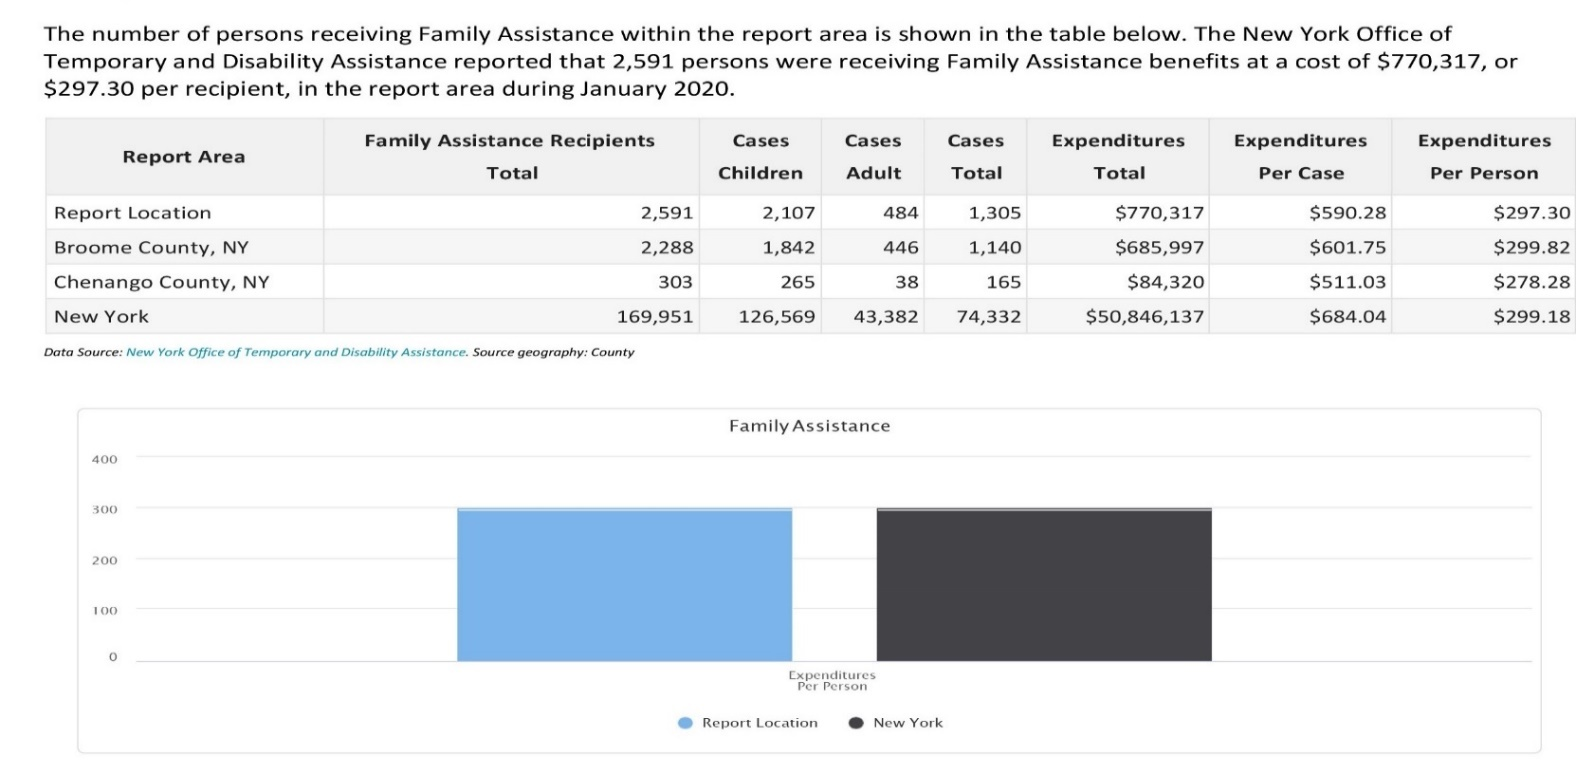 The number of persons receiving Family Assistance within the report area is shown in the table below. The New York Office of
Temporary and Disability Assistance reported that 2,591 persons were receiving Family Assistance benefits at a cost of $770,317, or
$297.30 per recipient, in the report area during January 2020.
Report Area Family Assistance Recipients Total Cases Children Cases Adult Cases Total Expenditures Total Expenditures Per Case Expenditures Per Person
Report Location 2,591 2,107 484 1,305 $770,317 $590.28 $297.30
Broome County, NY 2,288 1,842 446 1,140 $685,997 $601.75 $299.82
Chenango County, NY 303 265 38 165 $84,320 $511.03 $278.28
New York 169,951 126,569 43,382 74,332 $50,846,137 $684.04 $299.18
Data Source: New York Office of Temporary and Disability Assistance. Source geography: County
Family Assistance
400
300
200
100
0
Expenditures
Per Person
Report Location New York